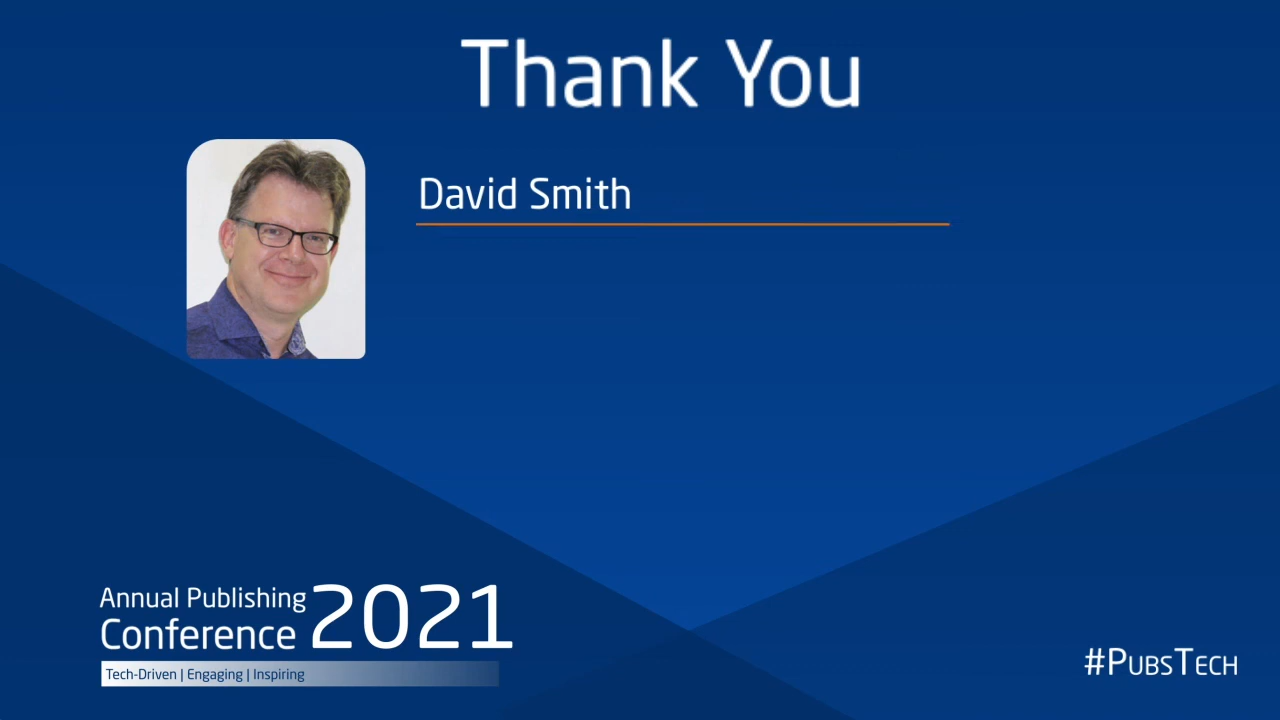 Thank You
David Smith
Annual Publishing
Conference 2021
Tech-Driven | Engaging | Inspiring
#PUBSTECH